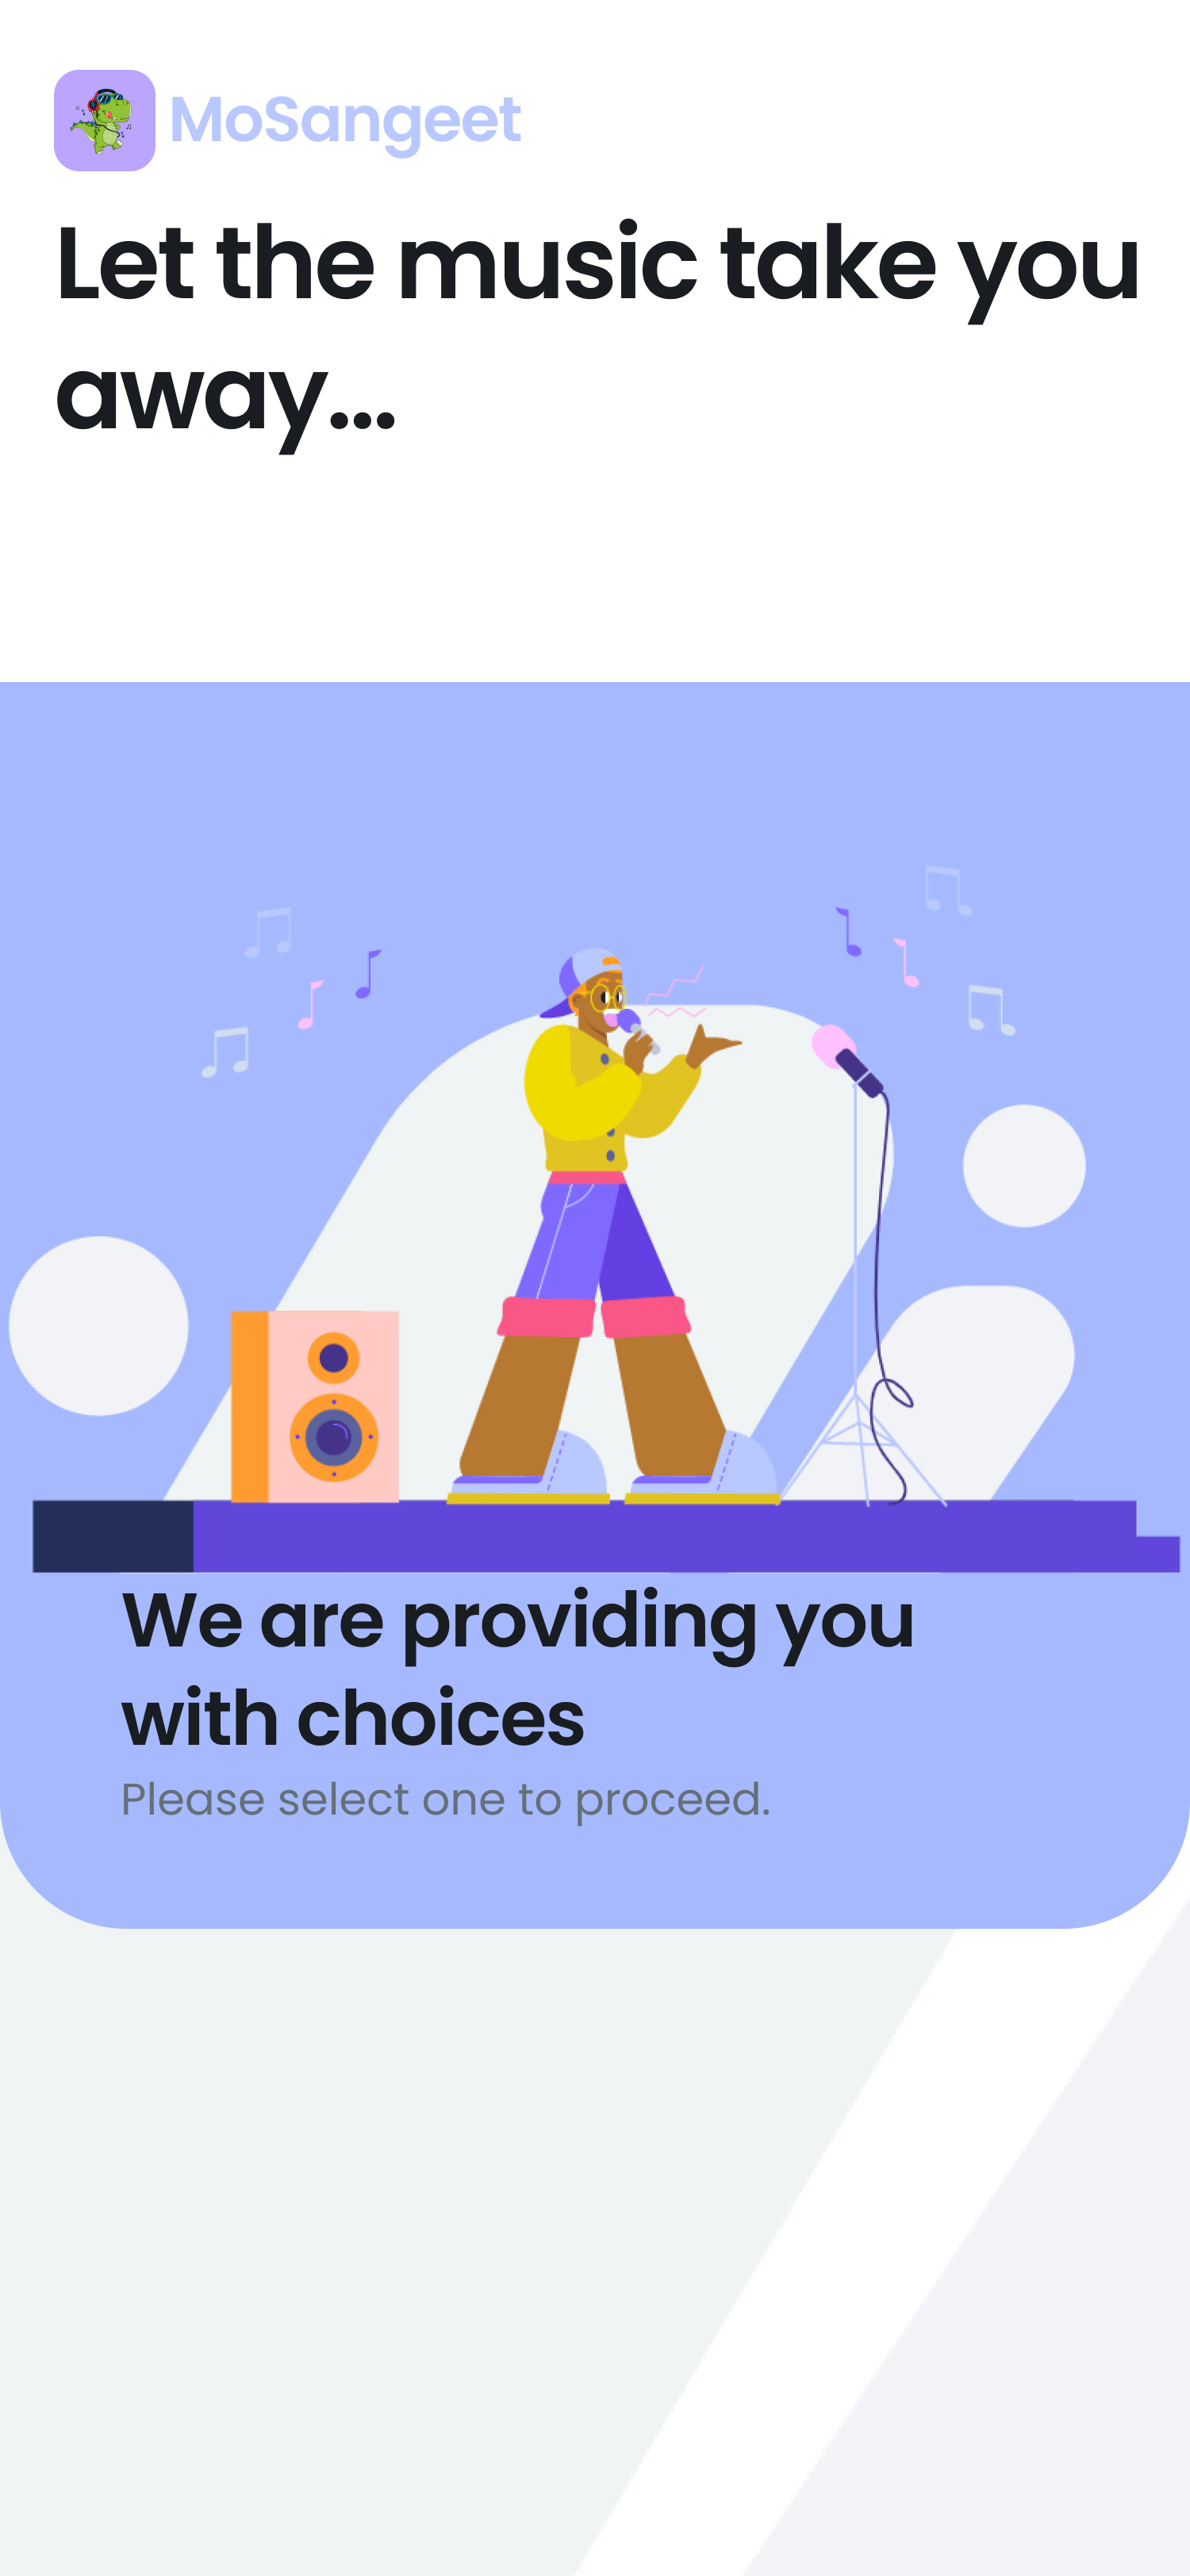 MoSangeet
Let the music take you
away...
We are providing you
with choices
Please select one to proceed.